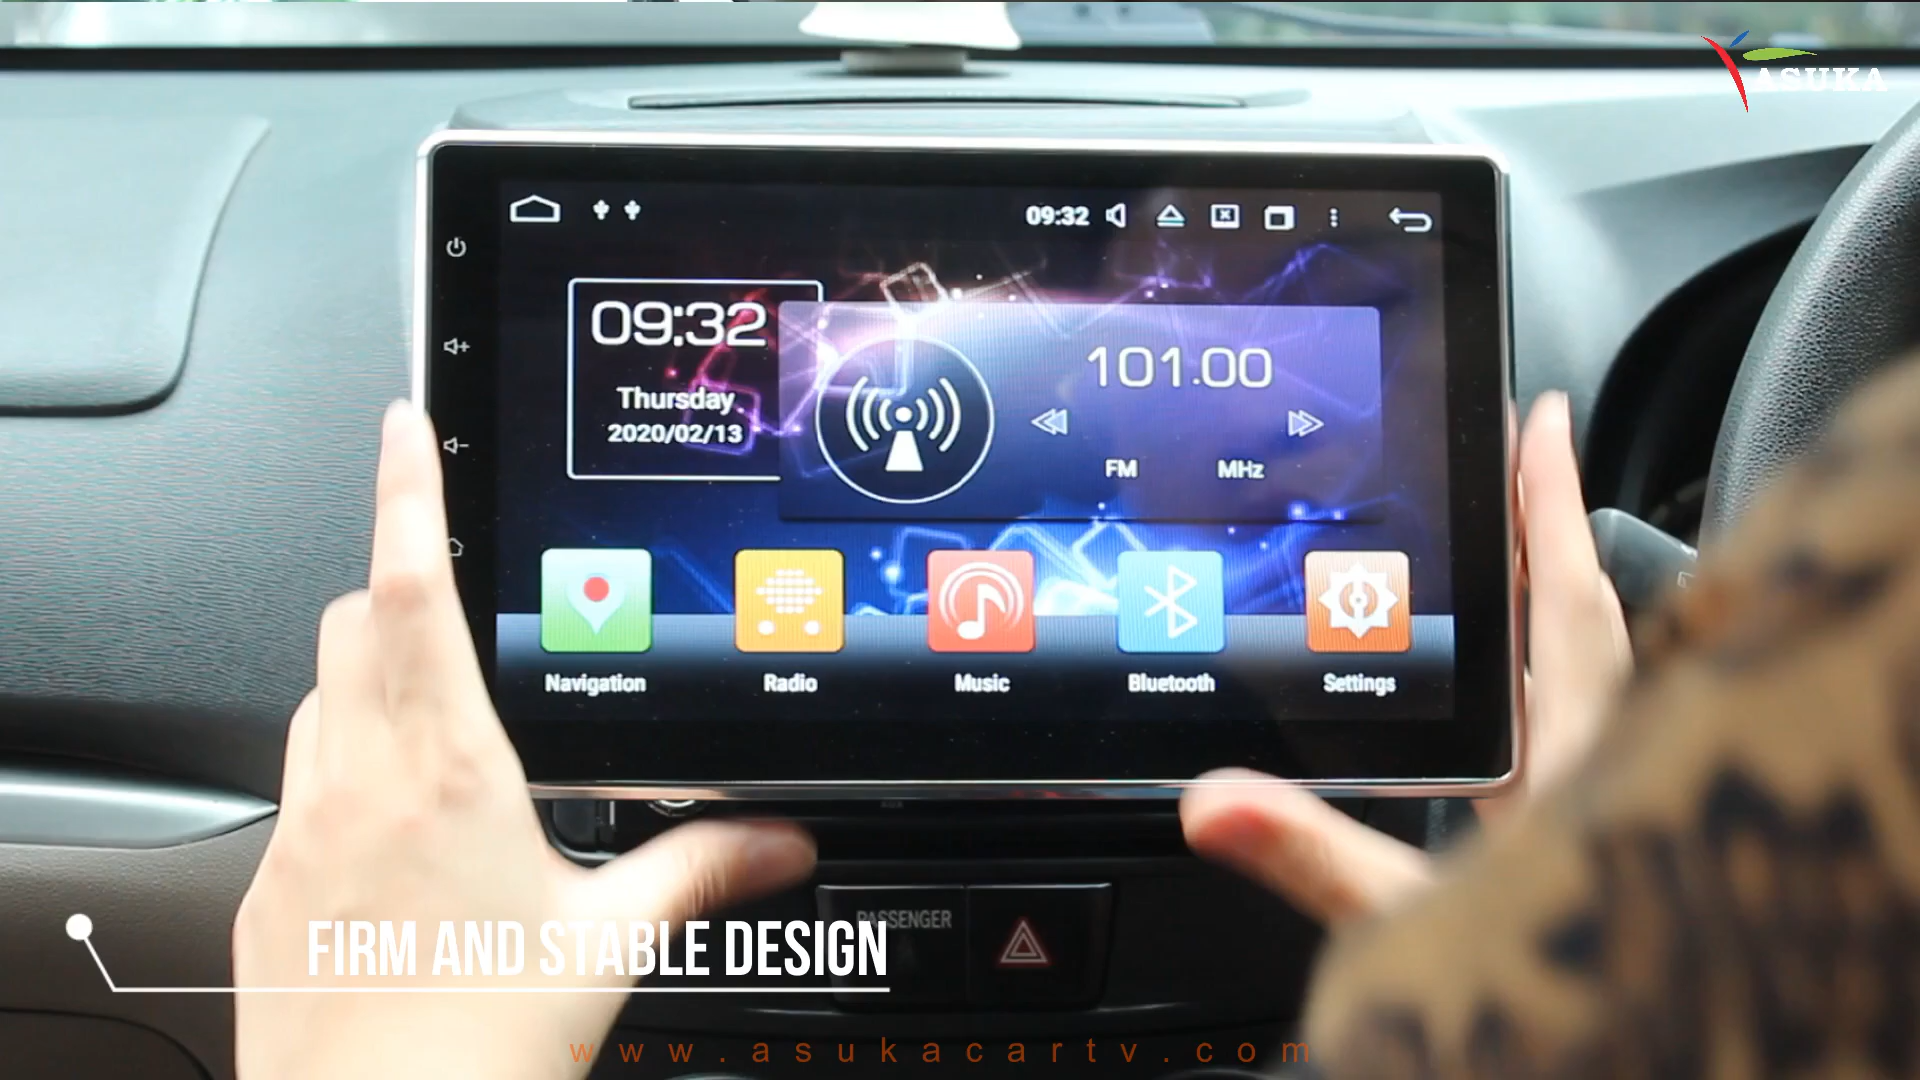 ASUKA
09:32
09:32
Thursday
2020/02/13
101.00
FM MHz
Navigation Radio Music Bluetooth Settings
AUX
PASSENGER
FIRM AND STABLE DESIGN
www.asukacartv.com